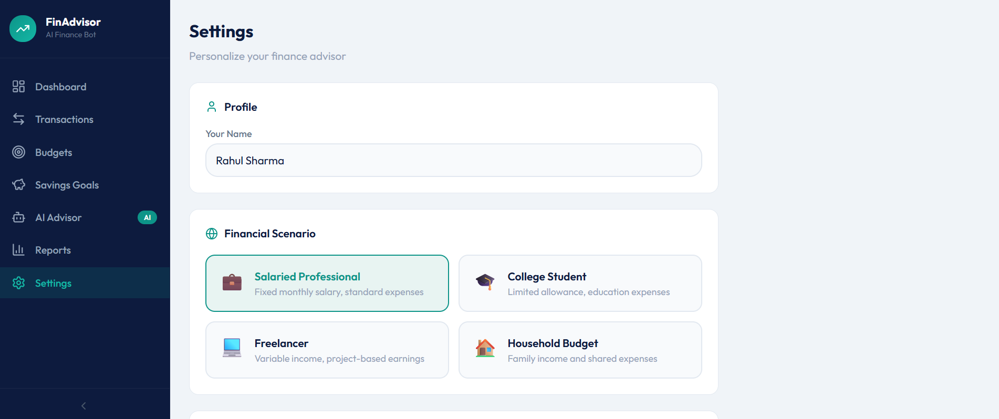 FinAdvisor
AI Finance Bot
Dashboard
Transactions
Budgets
Savings Goals
AI Advisor
AI
Reports
Settings
Settings
Personalize your finance advisor
Profile
Your Name
Rahul Sharma
Financial Scenario
Salaried Professional
Fixed monthly salary, standard expenses
College Student
Limited allowance, education expenses
Freelancer
Variable income, project-based earnings
Household Budget
Family income and shared expenses